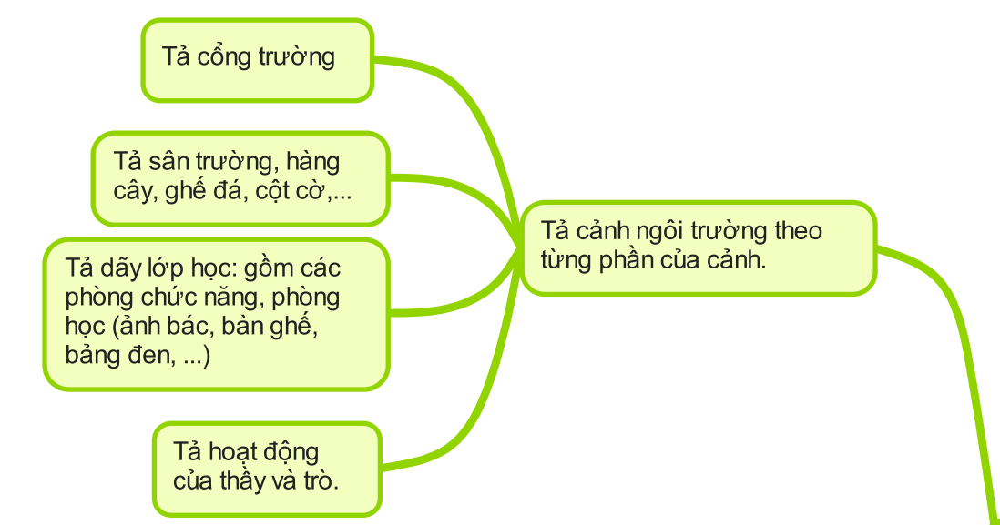 Tả cổng trường
Tả sân trường, hàng
cây, ghế đá, cột cờ,...
Tả dãy lớp học: gồm các
phòng chức năng, phòng
học (ảnh bác, bàn ghế,
bảng đen, ...)
Tả hoạt động
của thầy và trò.
Tả cảnh ngôi trường theo
từng phần của cảnh.